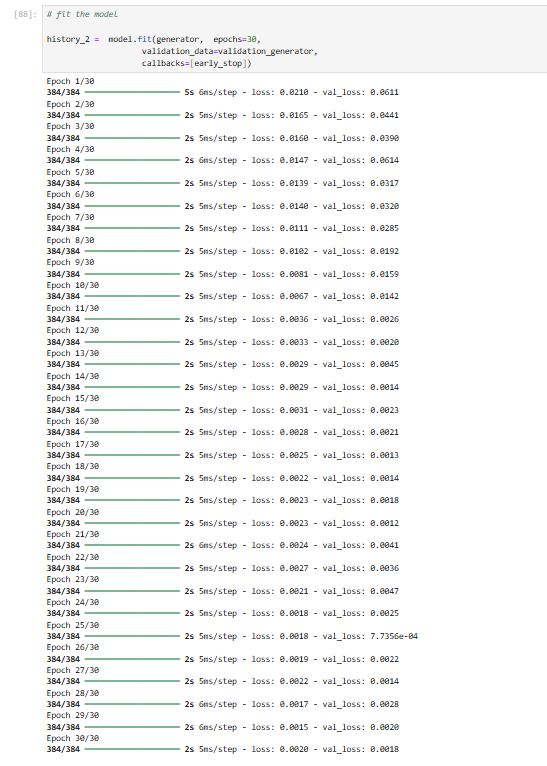 [88]: # fit the model
history_2 = model.fit(generator, epochs=30,
validation_data=validation_generator,
callbacks=[early_stop])
Epoch 1/30
384/384 5s 6ms/step - loss: 0.0210 - val_loss: 0.0611
Epoch 2/30
384/384 2s 5ms/step - loss: 0.0165 - val_loss: 0.0441
Epoch 3/30
384/384 2s 5ms/step - loss: 0.0160 - val_loss: 0.0390
Epoch 4/30
384/384 2s 6ms/step - loss: 0.0147 - val_loss: 0.0614
Epoch 5/30
384/384 2s 5ms/step - loss: 0.0139 - val_loss: 0.0317
Epoch 6/30
384/384 2s 5ms/step - loss: 0.0140 - val_loss: 0.0320
Epoch 7/30
384/384 2s 5ms/step - loss: 0.0111 - val_loss: 0.0285
Epoch 8/30
384/384 2s 5ms/step - loss: 0.0102 - val_loss: 0.0192
Epoch 9/30
384/384 2s 5ms/step - loss: 0.0081 - val_loss: 0.0159
Epoch 10/30
384/384 2s 5ms/step - loss: 0.0067 - val_loss: 0.0142
Epoch 11/30
384/384 2s 5ms/step - loss: 0.0036 - val_loss: 0.0026
Epoch 12/30
384/384 2s 5ms/step - loss: 0.0033 - val_loss: 0.0020
Epoch 13/30
384/384 2s 5ms/step - loss: 0.0029 - val_loss: 0.0045
Epoch 14/30
384/384 2s 5ms/step - loss: 0.0029 - val_loss: 0.0014
Epoch 15/30
384/384 2s 5ms/step - loss: 0.0031 - val_loss: 0.0023
Epoch 16/30
384/384 2s 5ms/step - loss: 0.0028 - val_loss: 0.0021
Epoch 17/30
384/384 2s 5ms/step - loss: 0.0025 - val_loss: 0.0013
Epoch 18/30
384/384 2s 5ms/step - loss: 0.0022 - val_loss: 0.0014
Epoch 19/30
384/384 2s 5ms/step - loss: 0.0023 - val_loss: 0.0018
Epoch 20/30
384/384 2s 5ms/step - loss: 0.0023 - val_loss: 0.0012
Epoch 21/30
384/384 2s 6ms/step - loss: 0.0024 - val_loss: 0.0041
Epoch 22/30
384/384 2s 5ms/step - loss: 0.0027 - val_loss: 0.0036
Epoch 23/30
384/384 2s 5ms/step - loss: 0.0021 - val_loss: 0.0047
Epoch 24/30
384/384 2s 5ms/step - loss: 0.0018 - val_loss: 0.0025
Epoch 25/30
384/384 2s 5ms/step - loss: 0.0018 - val_loss: 7.7356e-04
Epoch 26/30
384/384 2s 5ms/step - loss: 0.0019 - val_loss: 0.0022
Epoch 27/30
384/384 2s 5ms/step - loss: 0.0022 - val_loss: 0.0014
Epoch 28/30
384/384 2s 6ms/step - loss: 0.0017 - val_loss: 0.0028
Epoch 29/30
384/384 2s 6ms/step - loss: 0.0015 - val_loss: 0.0020
Epoch 30/30
384/384 2s 5ms/step - loss: 0.0020 - val_loss: 0.0018